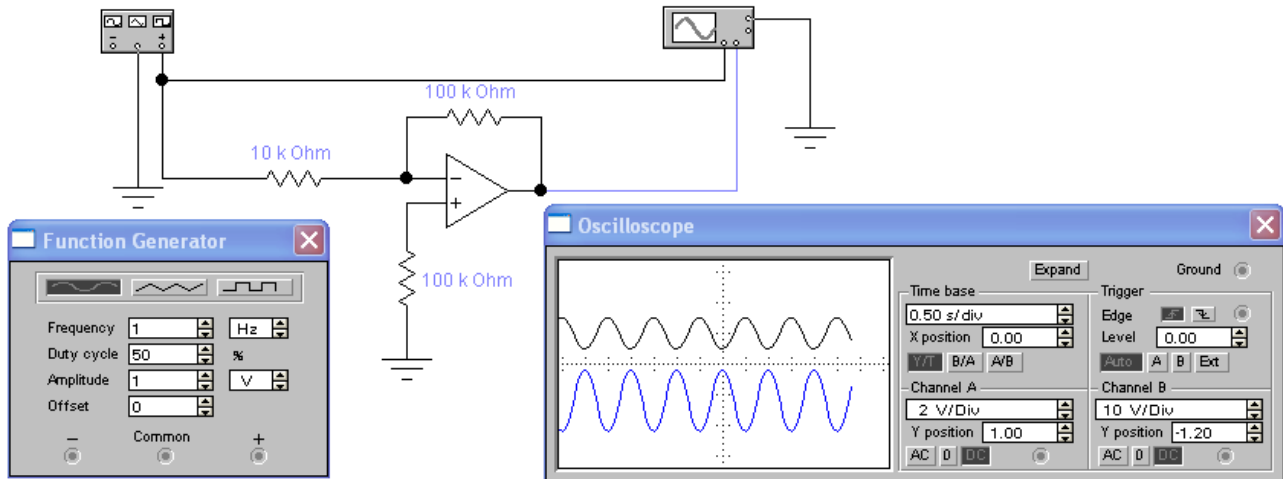 100 k Ohm
10 k Ohm
100 k Ohm
Function Generator
Frequency 1 Hz
Duty cycle 50 %
Amplitude 1 V
Offset 0
− Common +
Oscilloscope
Expand Ground
Time base
0.50 s/div
X position 0.00
Y/T B/A A/B
Trigger
Edge
Level 0.00
Auto A B Ext
Channel A
2 V/Div
Y position 1.00
AC 0 DC
Channel B
10 V/Div
Y position -1.20
AC 0 DC